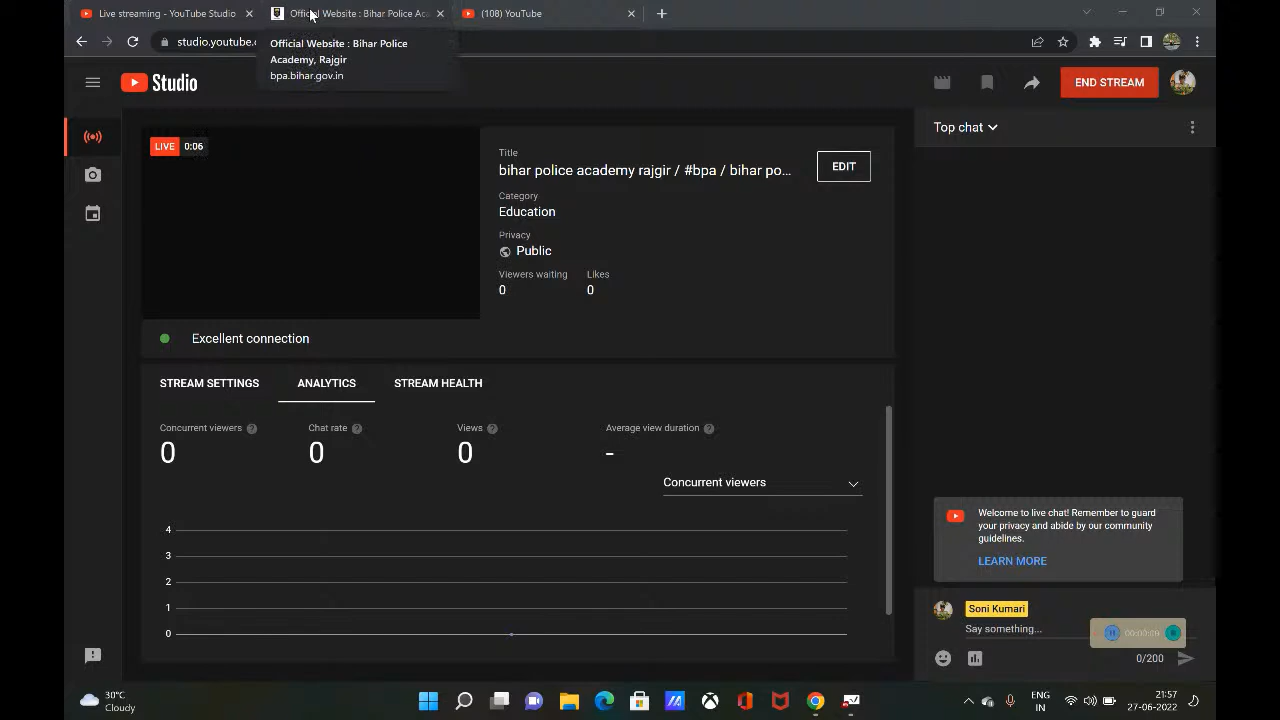 Live streaming - YouTube Studio
Official Website : Bihar Police Aca
(108) YouTube
studio.youtube.c
Official Website : Bihar Police
Academy, Rajgir
bpa.bihar.gov.in
Studio
END STREAM
LIVE 0:06
Title
bihar police academy rajgir / #bpa / bihar po...
EDIT
Category
Education
Privacy
Public
Viewers waiting
Likes
0
0
Excellent connection
STREAM SETTINGS
ANALYTICS
STREAM HEALTH
Concurrent viewers
Chat rate
Views
Average view duration
0
0
0
-
Concurrent viewers
4
3
2
1
0
Top chat
Welcome to live chat! Remember to guard
your privacy and abide by our community
guidelines.
LEARN MORE
Soni Kumari
Say something...
0/200
30°C
Cloudy
ENG
IN
21:57
27-06-2022